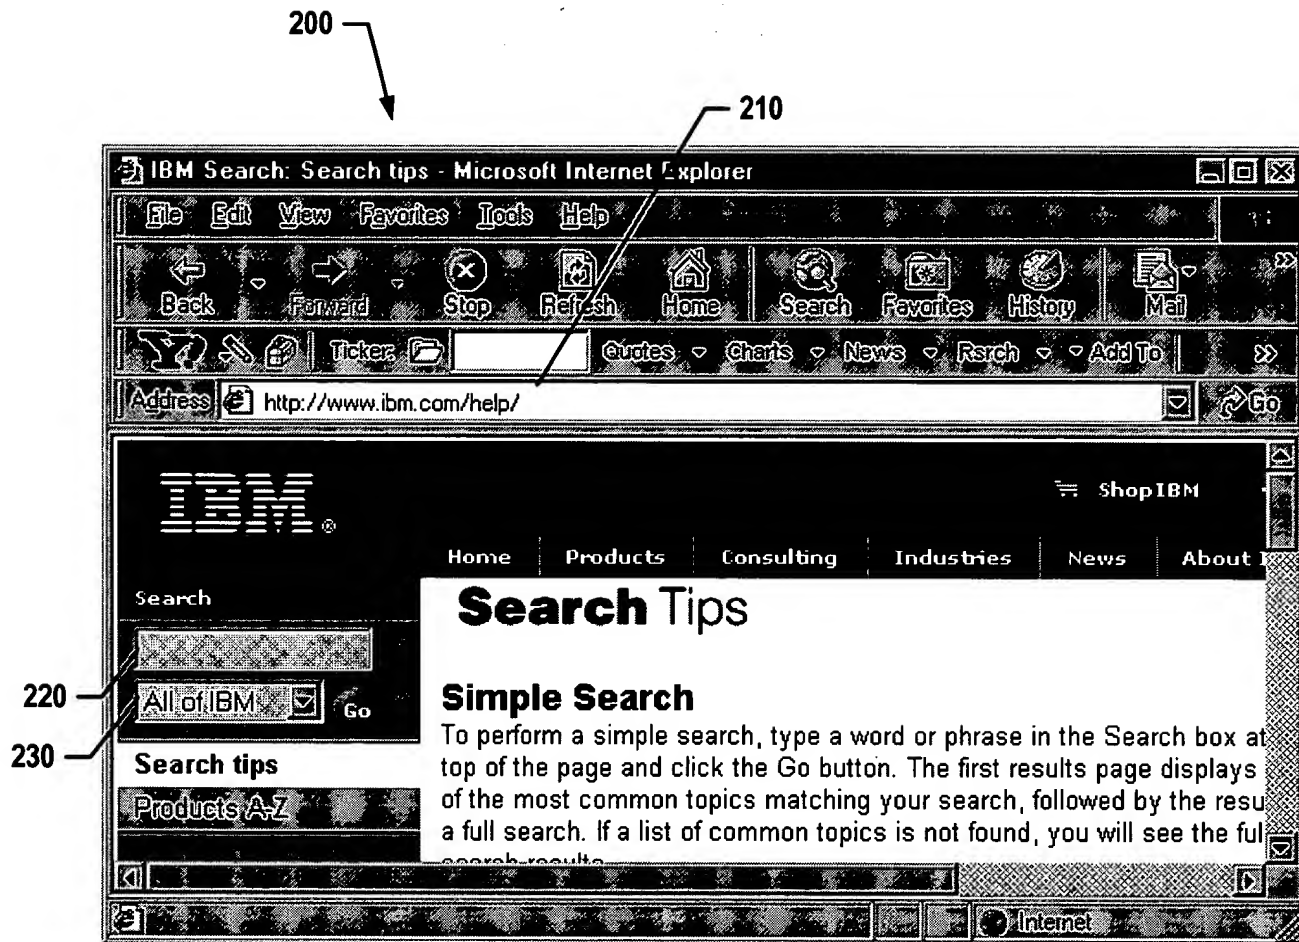 200
210
IBM Search: Search tips - Microsoft Internet Explorer
File Edit View Favorites Tools Help
Back Forward Stop Refresh Home Search Favorites History Mail »
Y! Ticker: Quotes Charts News Rsrch Add To »
Address http://www.ibm.com/help/ Go
IBM®
ShopIBM
Home Products Consulting Industries News About
Search
Search Tips
220
All of IBM Go
230
Simple Search
To perform a simple search, type a word or phrase in the Search box at
top of the page and click the Go button. The first results page displays
of the most common topics matching your search, followed by the resu
a full search. If a list of common topics is not found, you will see the ful
search results
Search tips
Products A-Z
Internet